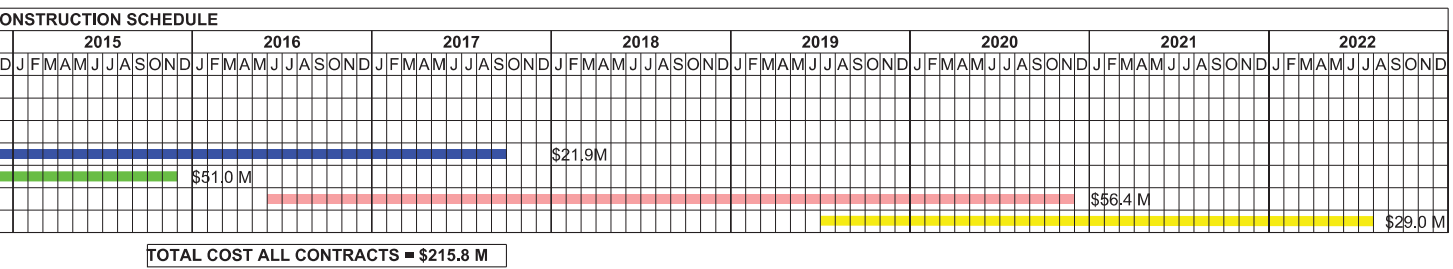 ONSTRUCTION SCHEDULE
2015 2016 2017 2018 2019 2020 2021 2022
D J F M A M J J A S O N D J F M A M J J A S O N D J F M A M J J A S O N D J F M A M J J A S O N D J F M A M J J A S O N D J F M A M J J A S O N D J F M A M J J A S O N D J F M A M J J A S O N D
$21.9M
$51.0 M
$56.4 M
$29.0 M
TOTAL COST ALL CONTRACTS = $215.8 M